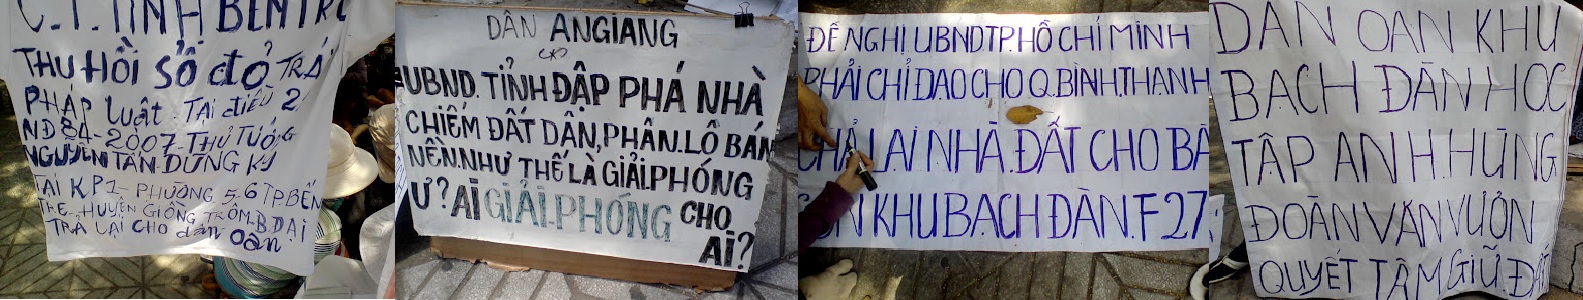 C.T. TỈNH BẾN TRE
THU HỒI SỔ ĐỎ TRÁI
PHÁP LUẬT. TẠI ĐIỀU 2
NĐ 84-2007-THỦ TƯỚNG
NGUYỄN TẤN DŨNG KÝ
TẠI KP1- PHƯỜNG 5.6 TP BẾN
TRE. HUYỆN GIỒNG TRÔM. B. ĐẠI
TRẢ LẠI CHO dân oan
DÂN ANGIANG
UBND. TỈNH ĐẬP PHÁ NHÀ
CHIẾM ĐẤT DÂN, PHÂN.LÔ BÁN
NỀN.NHƯ THẾ LÀ GIẢI.PHÓNG
Ư? AI GIẢI.PHÓNG CHO
AI?
ĐỀ NGHỊ UBNDTP. HỒ CHÍ MINH
PHẢI CHỈ ĐẠO CHO Q. BÌNH.THẠNH
LẠI NHÀ.ĐẤT CHO BÀ
KHU BẠCH ĐÀN. F 27
DÂN OAN KHU
BẠCH ĐÀN HỌC
TẬP ANH. HÙNG
ĐOÀN VĂN VƯƠN
QUYẾT TÂM GIỮ ĐẤT